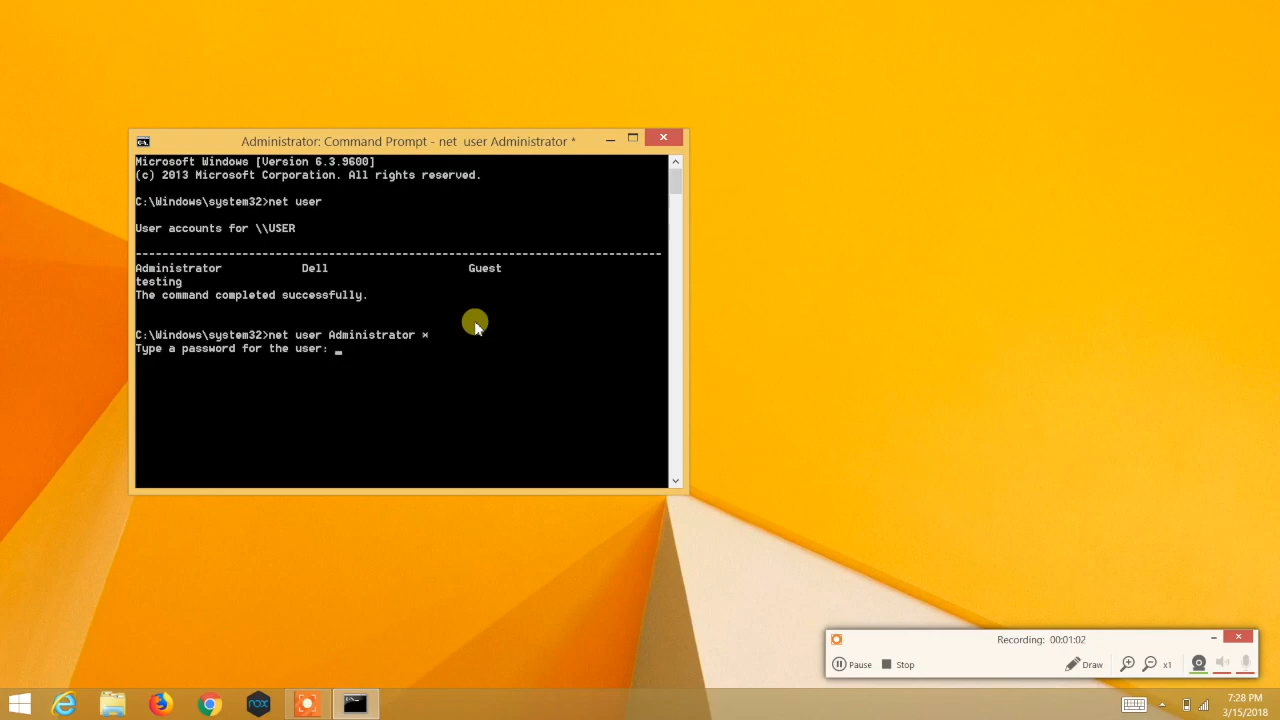 Administrator: Command Prompt - net  user Administrator *
Microsoft Windows [Version 6.3.9600]
(c) 2013 Microsoft Corporation. All rights reserved.
C:\Windows\system32>net user
User accounts for \\USER
-------------------------------------------------------------------------------
Administrator            Dell                     Guest
testing
The command completed successfully.
C:\Windows\system32>net user Administrator *
Type a password for the user:
Recording: 00:01:02
Pause Stop Draw x1
nox
7:28 PM
3/15/2018